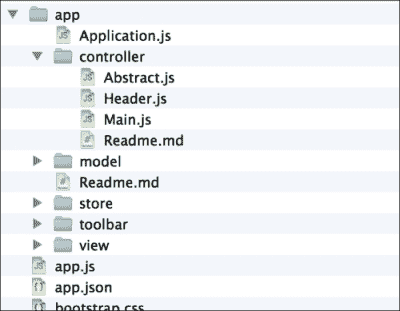 app
Application.js
controller
Abstract.js
Header.js
Main.js
Readme.md
model
Readme.md
store
toolbar
view
app.js
app.json
bootstrap.css